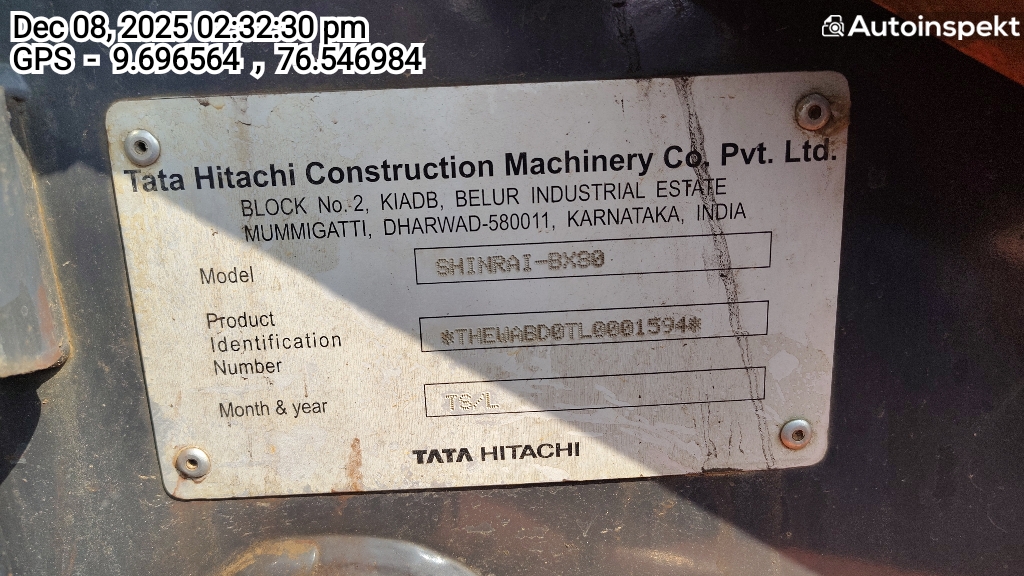 Dec 08, 2025 02:32:30 pm
GPS - 9.696564 , 76.546984
Autoinspekt
Tata Hitachi Construction Machinery Co. Pvt. Ltd.
BLOCK No. 2, KIADB, BELUR INDUSTRIAL ESTATE
MUMMIGATTI, DHARWAD-580011, KARNATAKA, INDIA
Model SHINRAI-BX80
Product
Identification *THEWABD0TL0001594*
Number
Month & year TS/L
TATA HITACHI